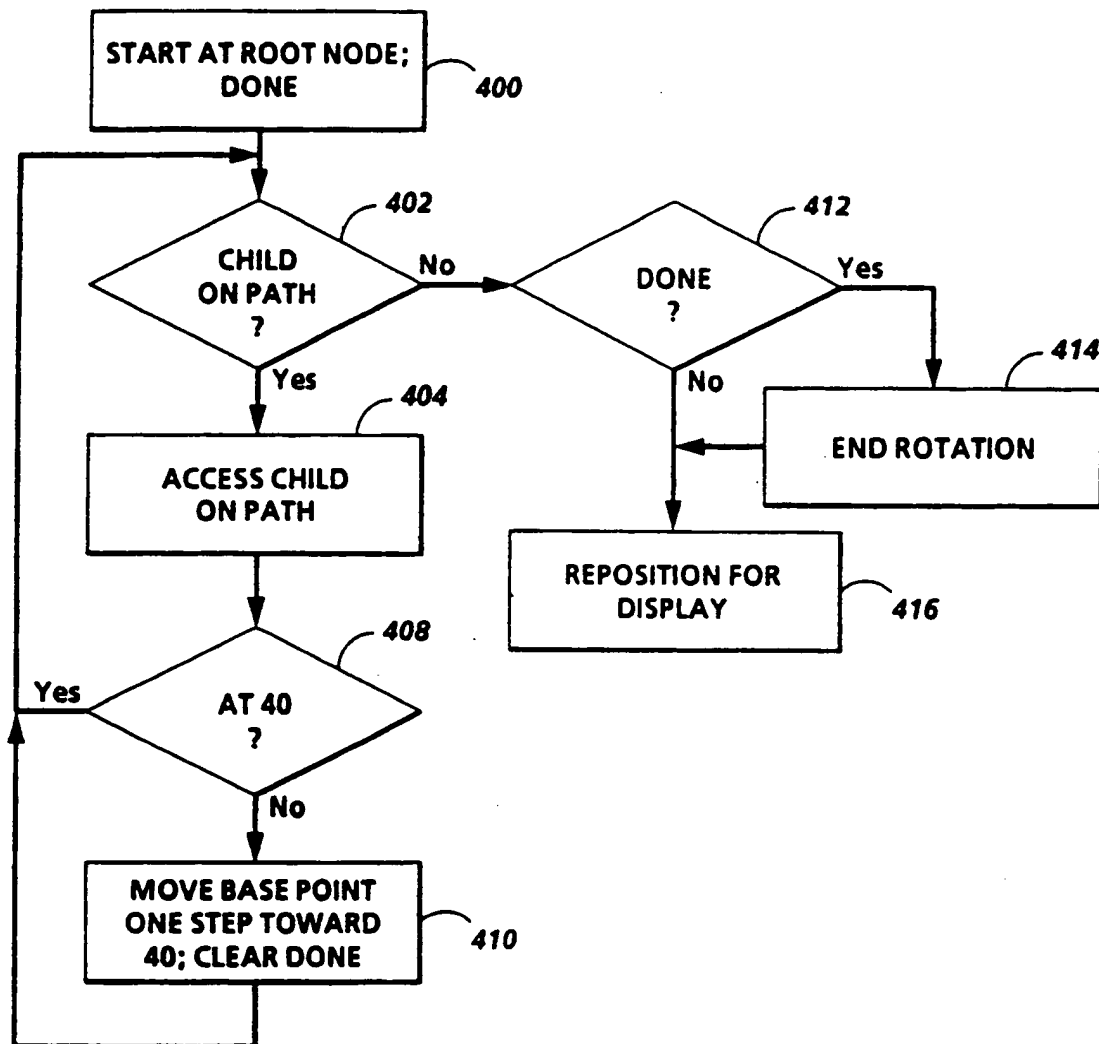 START AT ROOT NODE;
DONE
400
402
CHILD
ON PATH
?
No
Yes
412
DONE
?
Yes
No
414
END ROTATION
404
ACCESS CHILD
ON PATH
REPOSITION FOR
DISPLAY
416
408
AT 40
?
Yes
No
MOVE BASE POINT
ONE STEP TOWARD
40; CLEAR DONE
410